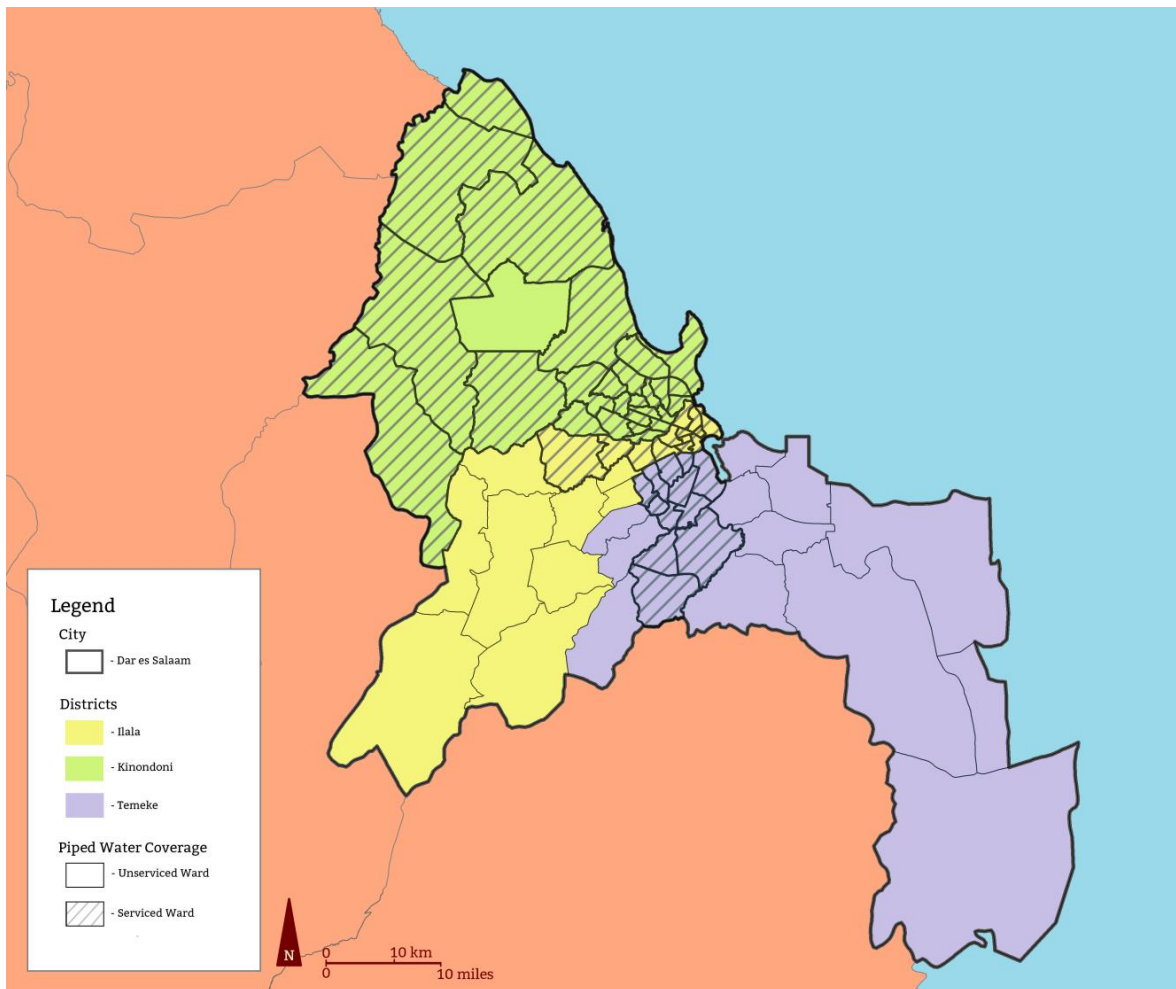 Legend
City
- Dar es Salaam
Districts
- Ilala
- Kinondoni
- Temeke
Piped Water Coverage
- Unserviced Ward
- Serviced Ward
N
0 10 km
0 10 miles